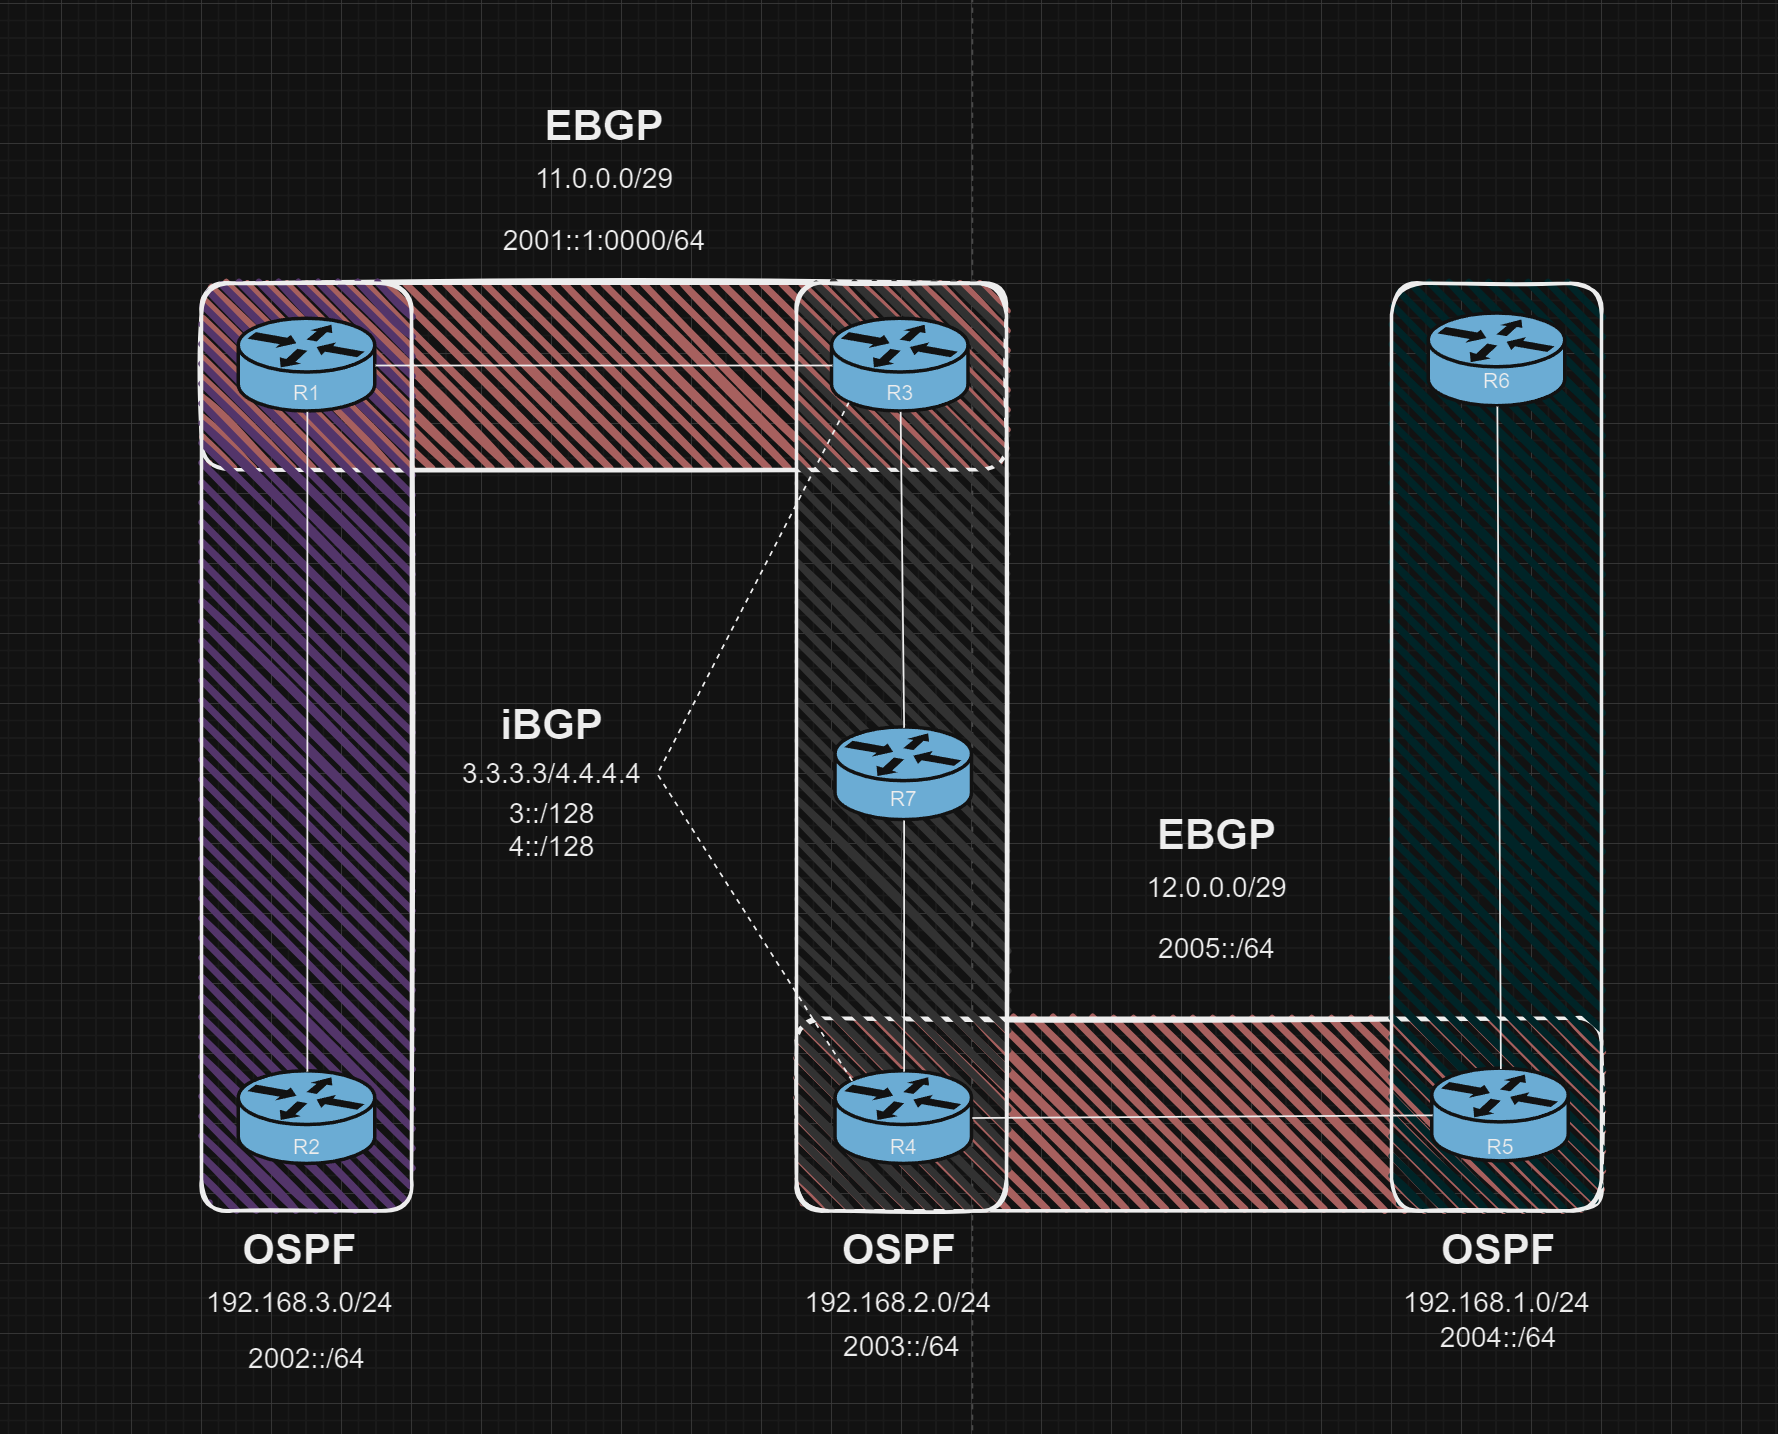 EBGP
11.0.0.0/29
2001::1:0000/64
R1
R3
R6
iBGP
3.3.3.3/4.4.4.4
3::/128
4::/128
R7
EBGP
12.0.0.0/29
2005::/64
R2
R4
R5
OSPF
192.168.3.0/24
2002::/64
OSPF
192.168.2.0/24
2003::/64
OSPF
192.168.1.0/24
2004::/64